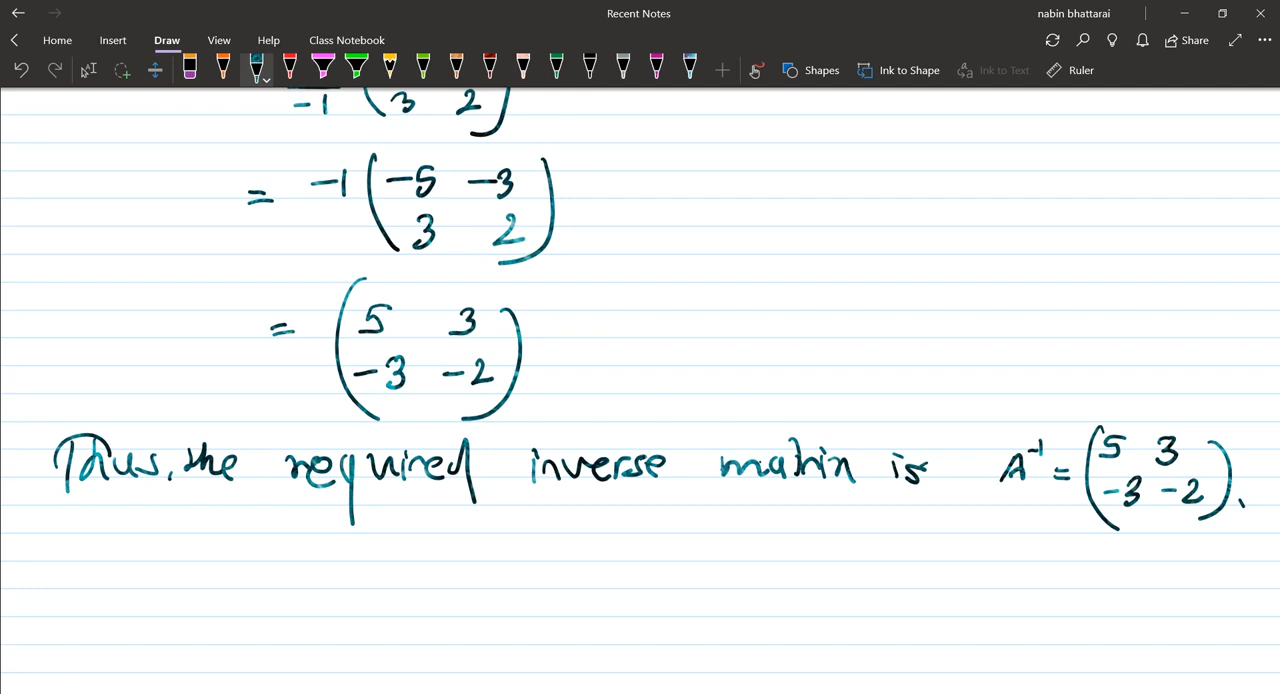 Recent Notes
nabin bhattarai
Home Insert Draw View Help Class Notebook Share
Shapes Ink to Shape Ink to Text Ruler
-1 ( 3 2 )
= -1 ( -5 -3
3 2 )
= ( 5 3
-3 -2 )
Thus, the required inverse matrix is A⁻¹ = ( 5 3
-3 -2 ).